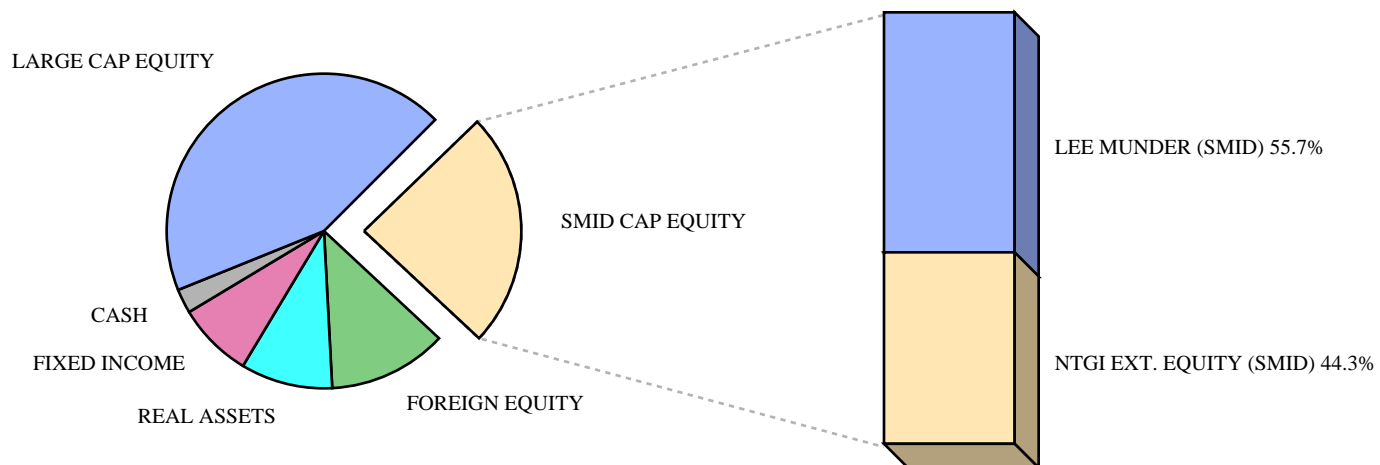 LARGE CAP EQUITY
LEE MUNDER (SMID) 55.7%
SMID CAP EQUITY
CASH
FIXED INCOME
NTGI EXT. EQUITY (SMID) 44.3%
FOREIGN EQUITY
REAL ASSETS